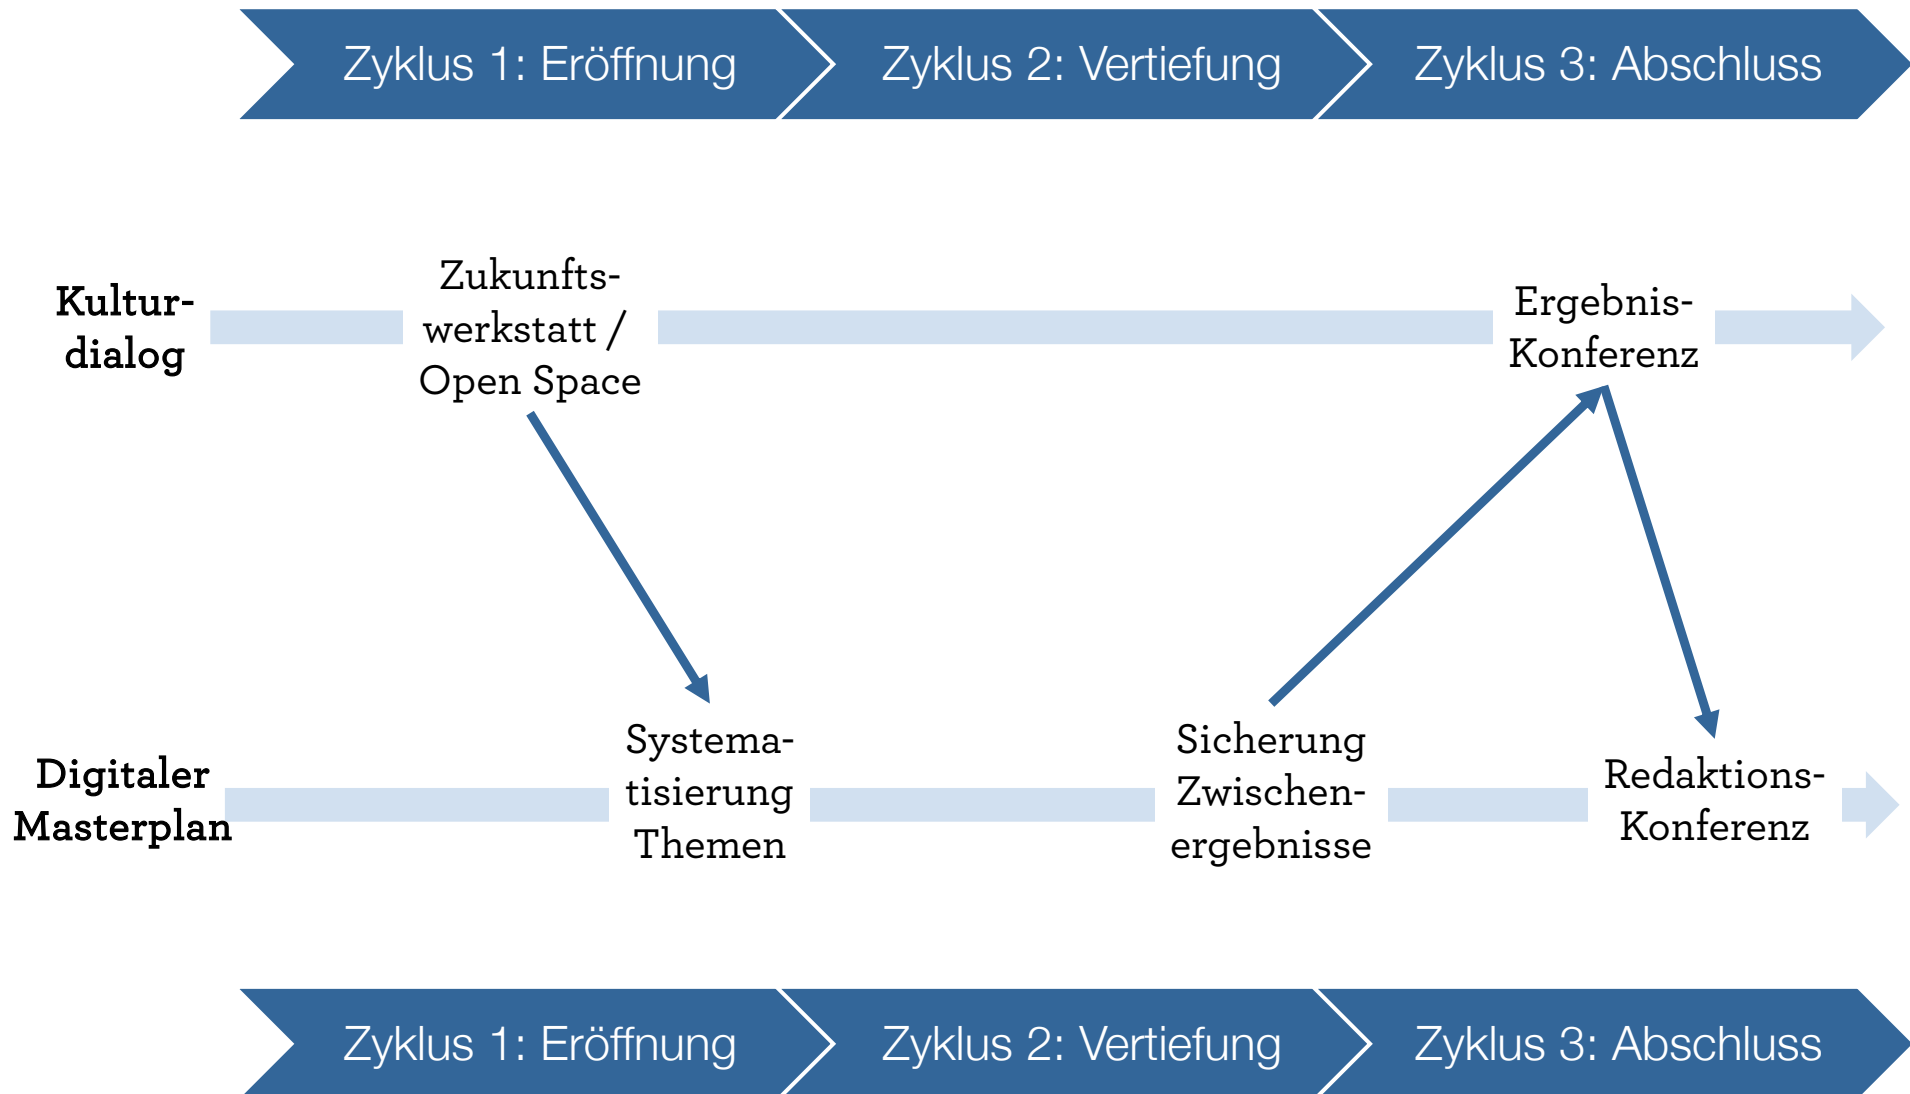 Zyklus 1: Eröffnung
Zyklus 2: Vertiefung
Zyklus 3: Abschluss
Kultur-
dialog
Zukunfts-
werkstatt /
Open Space
Ergebnis-
Konferenz
Digitaler
Masterplan
Systema-
tisierung
Themen
Sicherung
Zwischen-
ergebnisse
Redaktions-
Konferenz
Zyklus 1: Eröffnung
Zyklus 2: Vertiefung
Zyklus 3: Abschluss